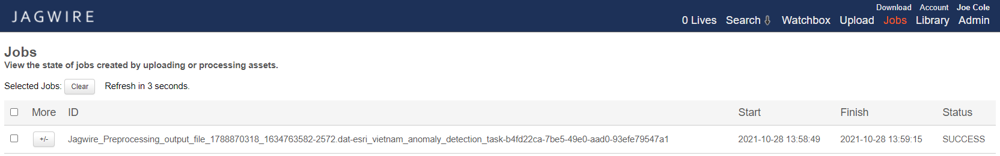 JAGWIRE
Download Account Joe Cole
0 Lives Search Watchbox Upload Jobs Library Admin
Jobs
View the state of jobs created by uploading or processing assets.
Selected Jobs: Clear Refresh in 3 seconds.
More ID Start Finish Status
+/- Jagwire_Preprocessing_output_file_1788870318_1634763582-2572.dat-esri_vietnam_anomaly_detection_task-b4fd22ca-7be5-49e0-aad0-93efe79547a1 2021-10-28 13:58:49 2021-10-28 13:59:15 SUCCESS